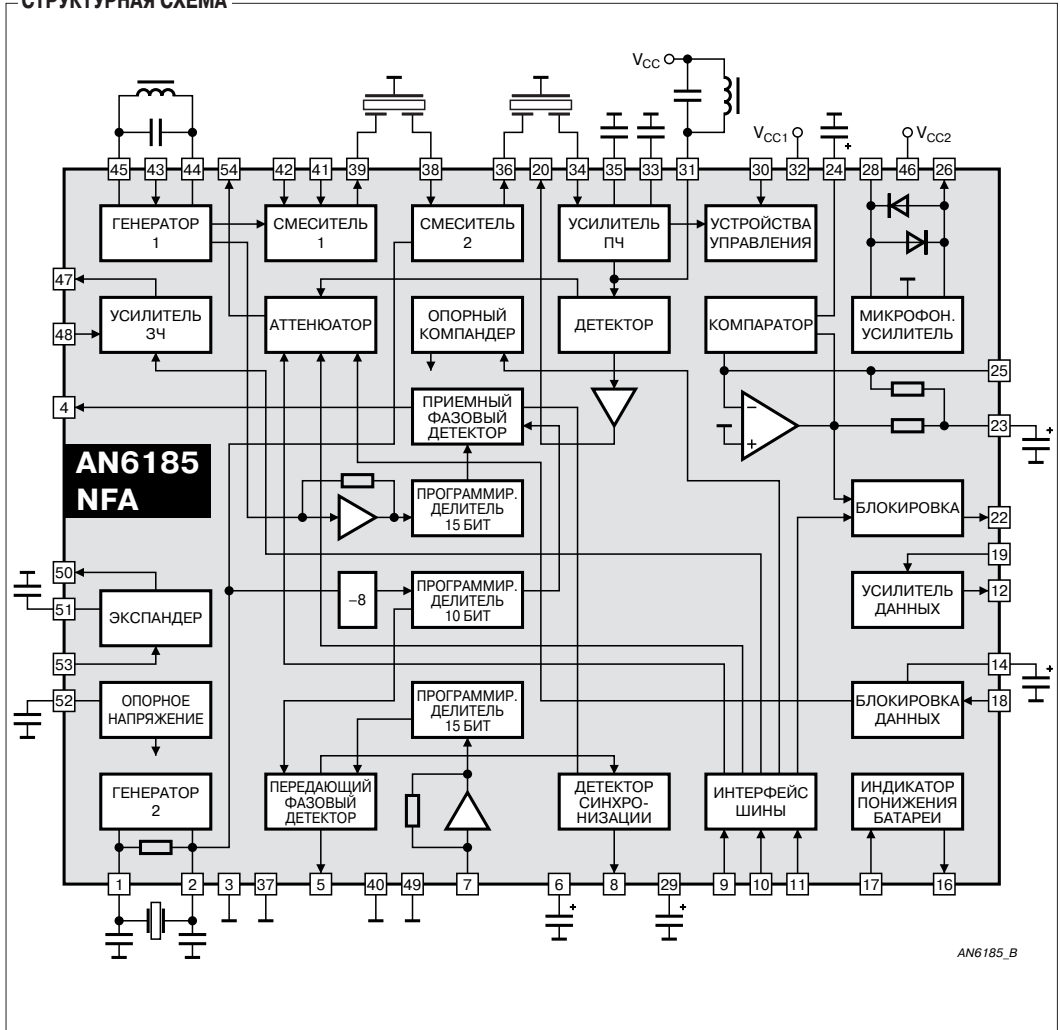 СТРУКТУРНАЯ СХЕМА
VCC
VCC1
VCC2
45 43 44 54 42 41 39 38 36 20 34 35 33 31 30 32 24 28 46 26
ГЕНЕРАТОР
1
СМЕСИТЕЛЬ
1
СМЕСИТЕЛЬ
2
УСИЛИТЕЛЬ
ПЧ
УСТРОЙСТВА
УПРАВЛЕНИЯ
47
48
УСИЛИТЕЛЬ
ЗЧ
АТТЕНЮАТОР
ОПОРНЫЙ
КОМПАНДЕР
ДЕТЕКТОР
КОМПАРАТОР
МИКРОФОН.
УСИЛИТЕЛЬ
25
4
ПРИЕМНЫЙ
ФАЗОВЫЙ
ДЕТЕКТОР
−
+
23
+
AN6185
NFA
ПРОГРАММИР.
ДЕЛИТЕЛЬ
15 БИТ
БЛОКИРОВКА
22
19
50
51
ЭКСПАНДЕР
53
−8
ПРОГРАММИР.
ДЕЛИТЕЛЬ
10 БИТ
УСИЛИТЕЛЬ
ДАННЫХ
12
14
+
52
ОПОРНОЕ
НАПРЯЖЕНИЕ
ПРОГРАММИР.
ДЕЛИТЕЛЬ
15 БИТ
БЛОКИРОВКА
ДАННЫХ
18
ГЕНЕРАТОР
2
ПЕРЕДАЮЩИЙ
ФАЗОВЫЙ
ДЕТЕКТОР
ДЕТЕКТОР
СИНХРО-
НИЗАЦИИ
ИНТЕРФЕЙС
ШИНЫ
ИНДИКАТОР
ПОНИЖЕНИЯ
БАТАРЕИ
1 2 3 37 5 40 49 7 6 8 29 9 10 11 17 16
+ +
AN6185_B